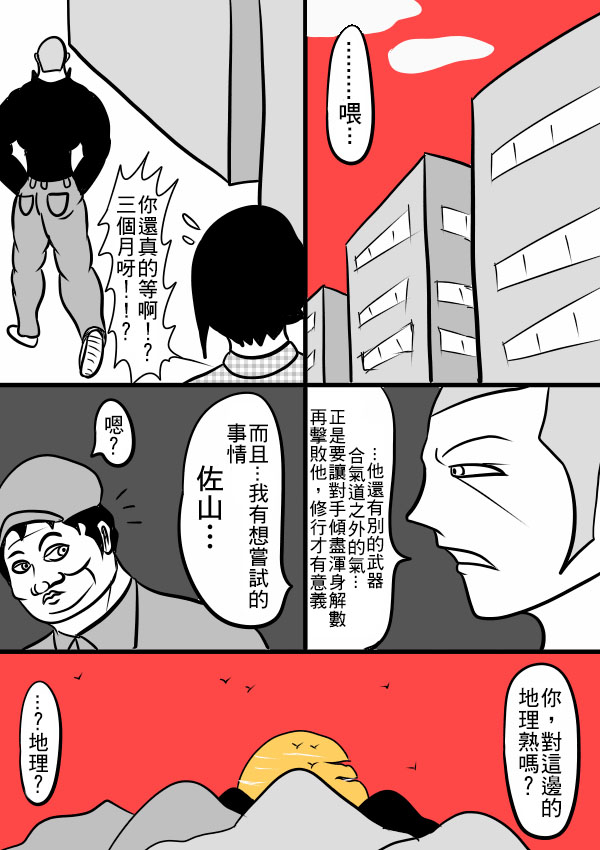 ………喂…
你還真的等啊!?
三個月呀!!!?
…他還有別的武器
合氣道之外的氣…
正是要讓對手傾盡渾身解數
再擊敗他，修行才有意義
而且…我有想嘗試的
事情
佐山…
嗯?
你，對這邊的
地理熟嗎?
…?地理?